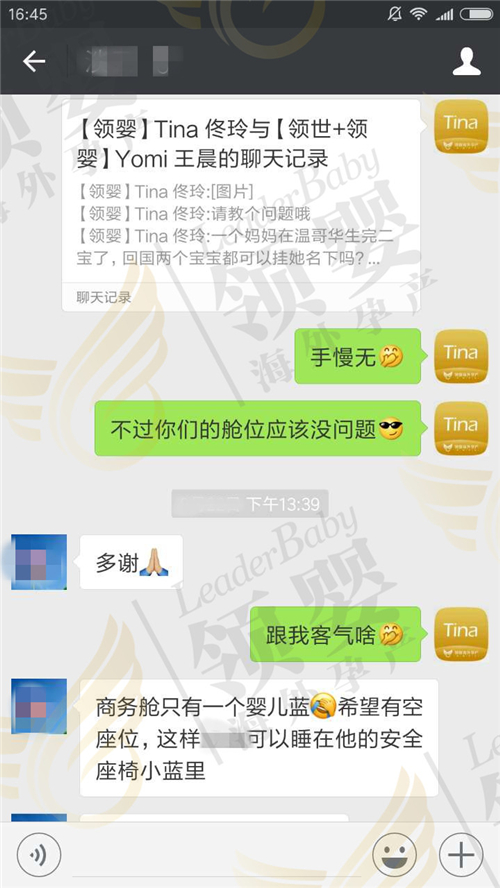 16:45
【领婴】Tina 佟玲与【领世+领
婴】Yomi 王晨的聊天记录
【领婴】Tina 佟玲:[图片]
【领婴】Tina 佟玲:请教个问题哦
【领婴】Tina 佟玲:一个妈妈在温哥华生完二
宝了，回国两个宝宝都可以挂她名下吗？...
聊天记录
Tina
手慢无
Tina
不过你们的舱位应该没问题
Tina
下午13:39
多谢
跟我客气啥
Tina
商务舱只有一个婴儿蓝希望有空
座位，这样可以睡在他的安全
座椅小蓝里
LeaderBaby
领婴
海外孕产
LeaderBaby
领婴
海外孕产